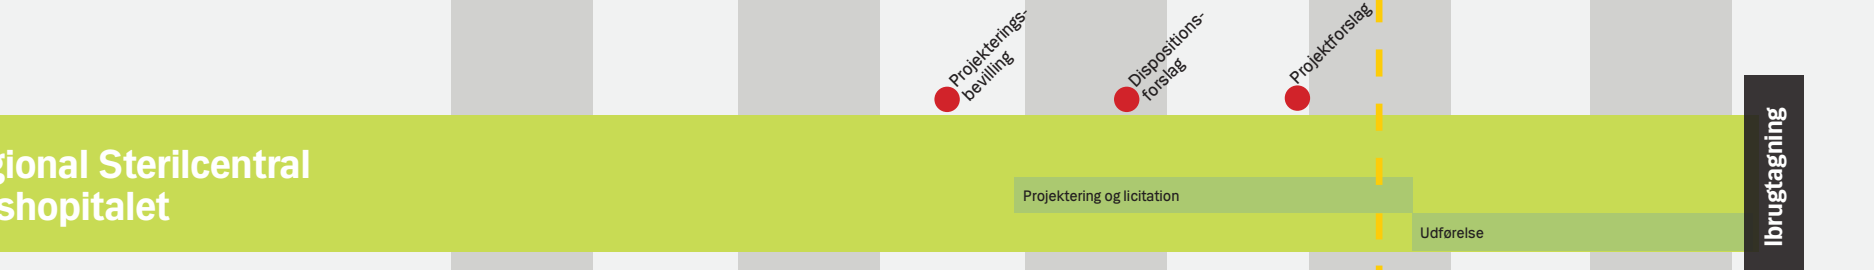 Projekterings-
bevilling
Dispositions-
forslag
Projektforslag
gional Sterilcentral
shopitalet
Projektering og licitation
Udførelse
Ibrugtagning